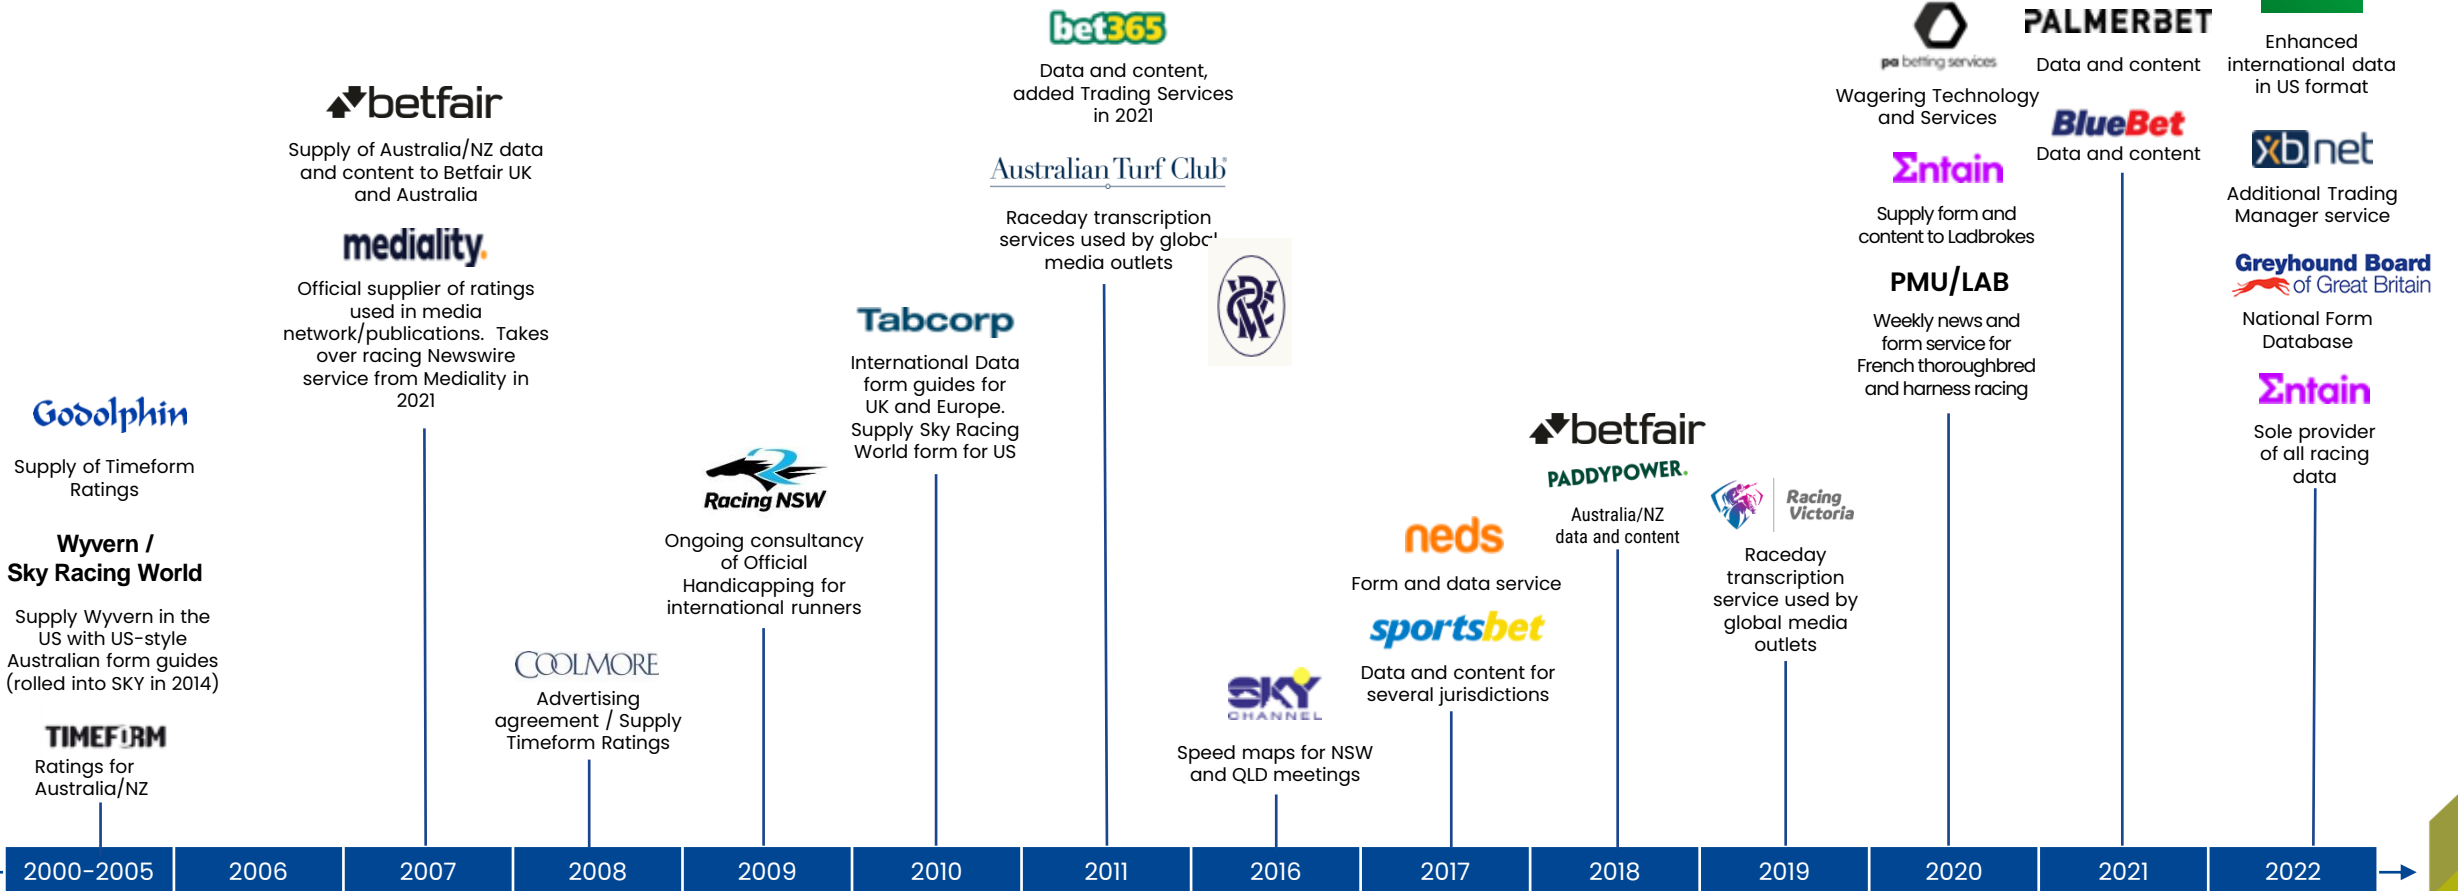 Godolphin
Supply of Timeform
Ratings
Wyvern /
Sky Racing World
Supply Wyvern in the
US with US-style
Australian form guides
(rolled into SKY in 2014)
TIMEFORM
Ratings for
Australia/NZ
betfair
Supply of Australia/NZ data
and content to Betfair UK
and Australia
mediality.
Official supplier of ratings
used in media
network/publications. Takes
over racing Newswire
service from Mediality in
2021
COOLMORE
Advertising
agreement / Supply
Timeform Ratings
Racing NSW
Ongoing consultancy
of Official
Handicapping for
international runners
Tabcorp
International Data
form guides for
UK and Europe.
Supply Sky Racing
World form for US
bet365
Data and content,
added Trading Services
in 2021
Australian Turf Club
Raceday transcription
services used by global
media outlets
VRC
SKY
CHANNEL
Speed maps for NSW
and QLD meetings
neds
Form and data service
sportsbet
Data and content for
several jurisdictions
betfair
PADDYPOWER.
Australia/NZ
data and content
Racing
Victoria
Raceday
transcription
service used by
global media
outlets
pa betting services
Wagering Technology
and Services
Entain
Supply form and
content to Ladbrokes
PMU/LAB
Weekly news and
form service for
French thoroughbred
and harness racing
PALMERBET
Data and content
BlueBet
Data and content
Enhanced
international data
in US format
xb net
Additional Trading
Manager service
Greyhound Board
of Great Britain
National Form
Database
Entain
Sole provider
of all racing
data
2000-2005
2006
2007
2008
2009
2010
2011
2016
2017
2018
2019
2020
2021
2022